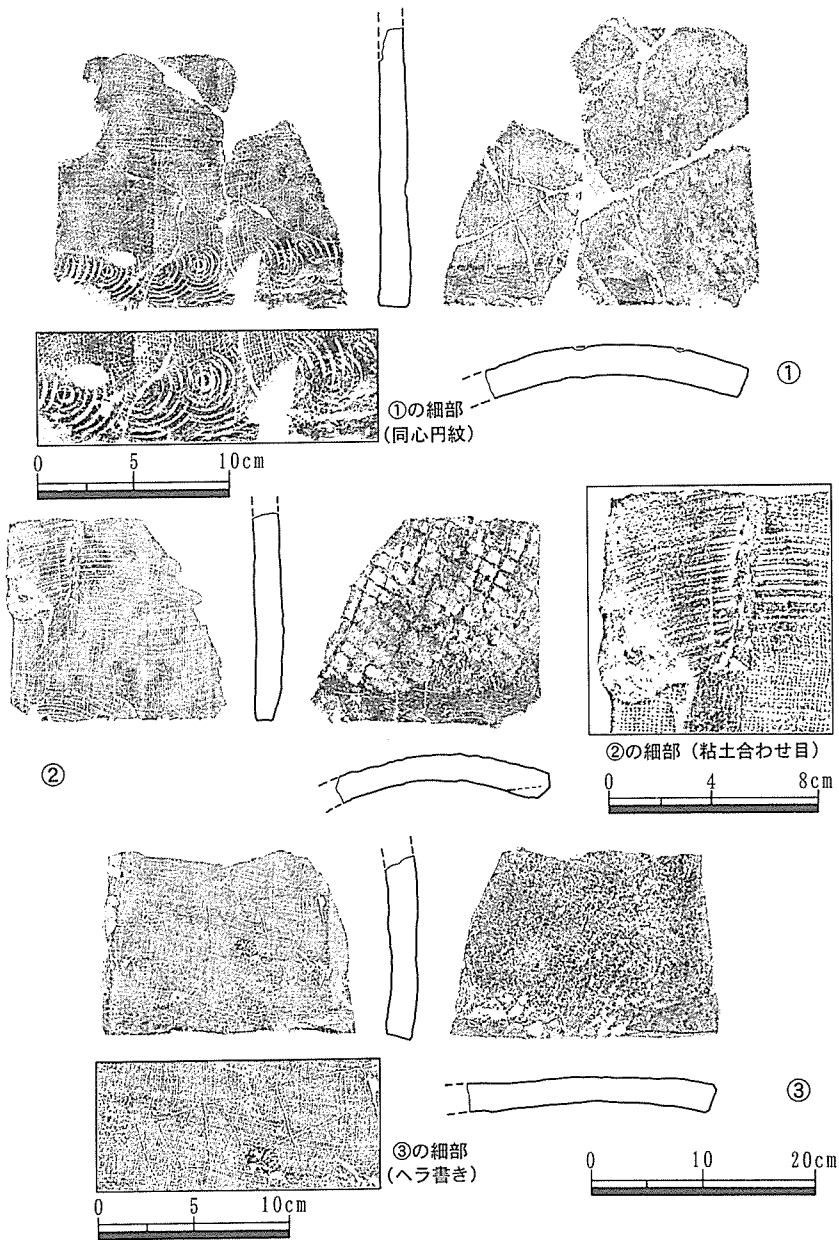 ①
①の細部
(同心円紋)
0 5 10cm
②の細部 (粘土合わせ目)
②
0 4 8cm
③
③の細部
(ヘラ書き)
0 10 20cm
0 5 10cm